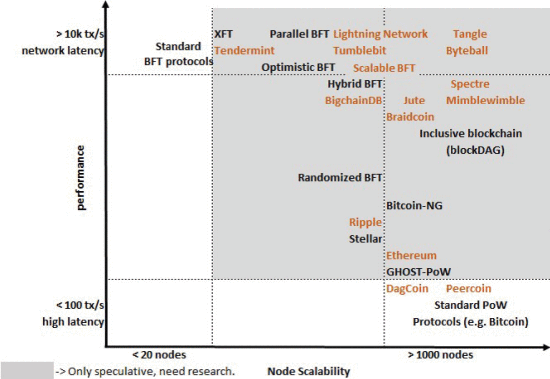 > 10k tx/s
network latency
Standard
BFT protocols
XFT
Parallel BFT
Lightning Network
Tangle
Tendermint
Tumblebit
Byteball
Optimistic BFT
Scalable BFT
Hybrid BFT
Spectre
BigchainDB
Jute
Mimblewimble
Braidcoin
Inclusive blockchain
(blockDAG)
performance
Randomized BFT
Bitcoin-NG
Ripple
Stellar
Ethereum
GHOST-PoW
DagCoin
Peercoin
< 100 tx/s
high latency
Standard PoW
Protocols (e.g. Bitcoin)
< 20 nodes
> 1000 nodes
-> Only speculative, need research.
Node Scalability